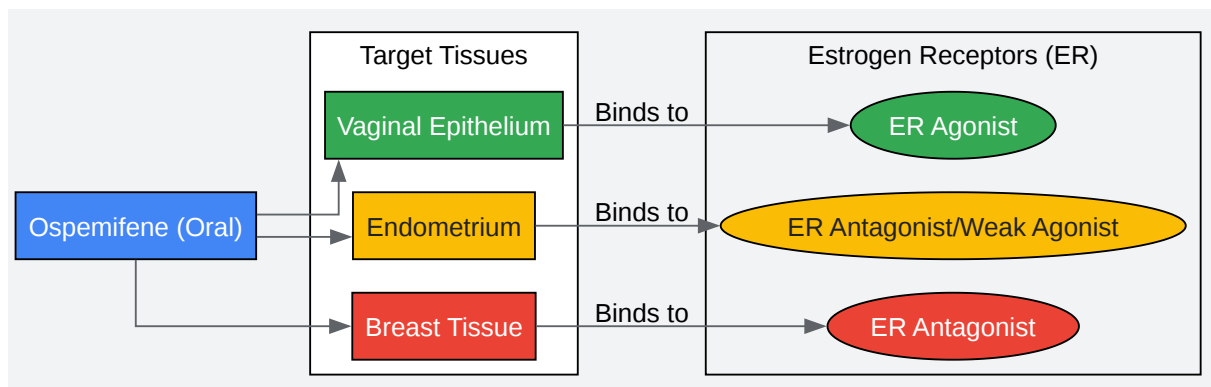 Target Tissues
Estrogen Receptors (ER)
Vaginal Epithelium
Binds to
ER Agonist
Ospemifene (Oral)
Endometrium
Binds to
ER Antagonist/Weak Agonist
Breast Tissue
Binds to
ER Antagonist